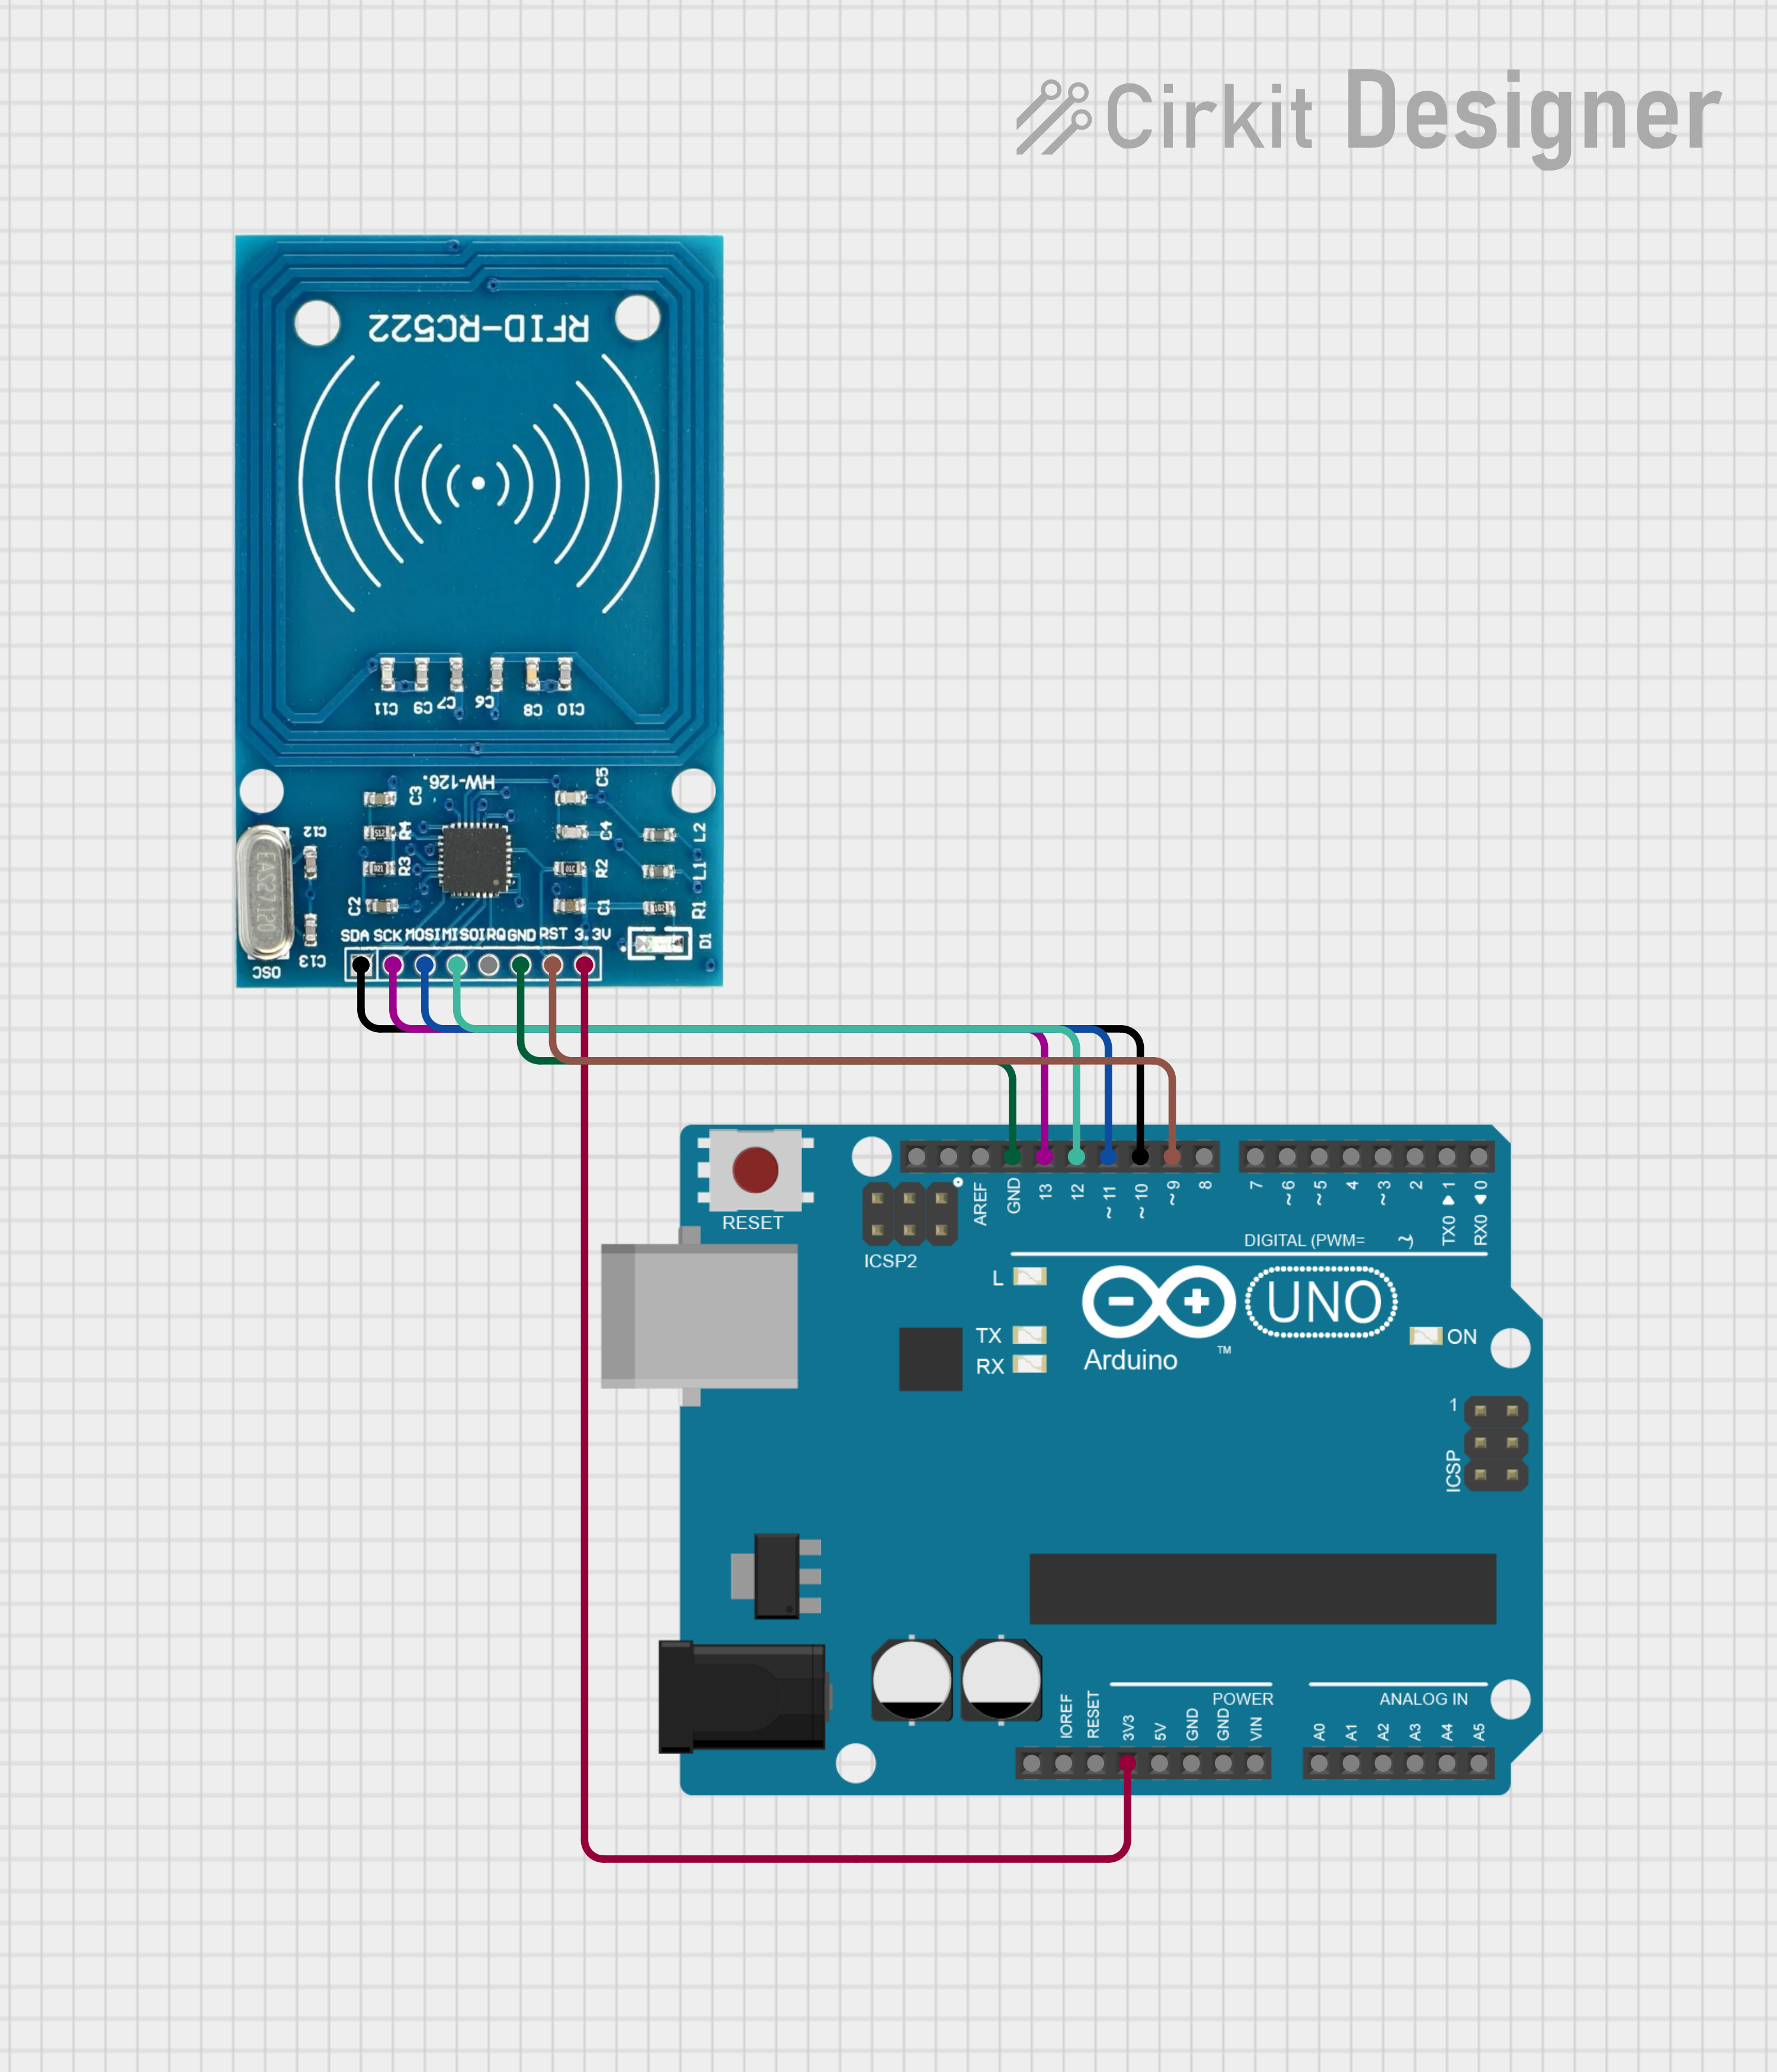 Cirkit Designer
RFID-RC522
C11 C9 C7 C6 C8 C10
HW-126.
C3
C5
C12
R4
C4
L2
R3
R2
L1
C2
C1
R1
EAS27.120
SDA SCK MOSI MISO IRQ GND RST 3.3V
D1
OSC
C13
RESET
ICSP2
AREF
GND
13
12
~ 11
~ 10
~ 9
8
7
~ 6
~ 5
4
~ 3
2
TX0 ▶ 1
RX0 ◀ 0
DIGITAL (PWM= ~)
L
TX
RX
UNO
Arduino
TM
ON
1
ICSP
POWER
ANALOG IN
IOREF
RESET
3V3
5V
GND
GND
VIN
A0
A1
A2
A3
A4
A5